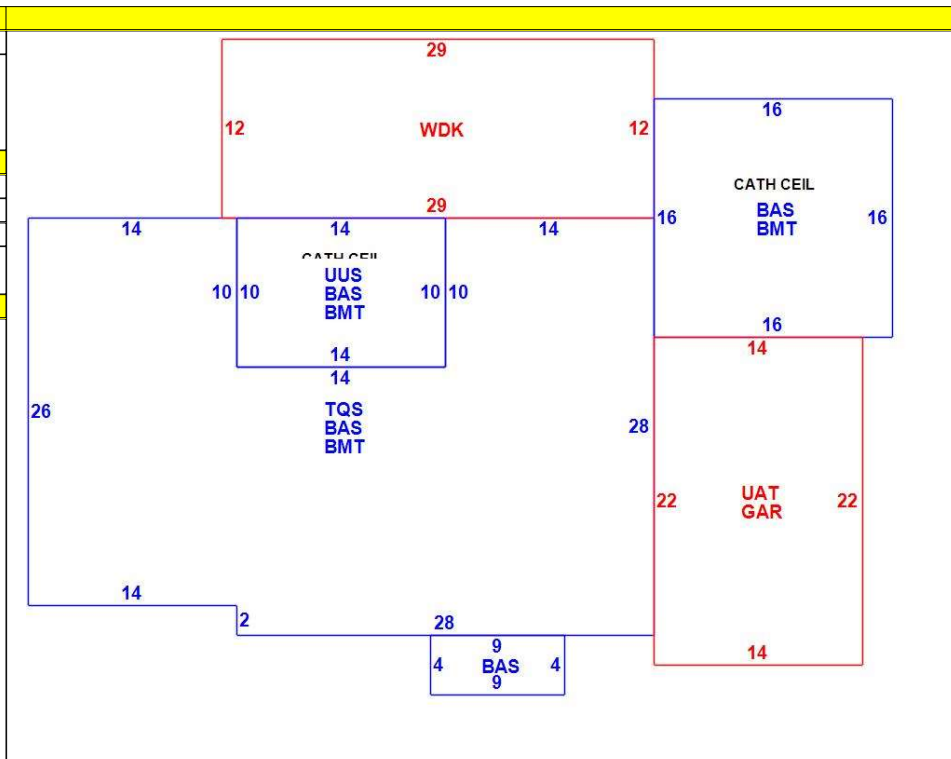 29
12 WDK 12
29
16
CATH CEIL
BAS
BMT
16 16
16
14 14 14
CATH CEIL
UUS
BAS
BMT
10 10 10 10
14
14
TQS
BAS
BMT
26 28
14
2 28
14
UAT
GAR
22 22
14
9
4 BAS 4
9